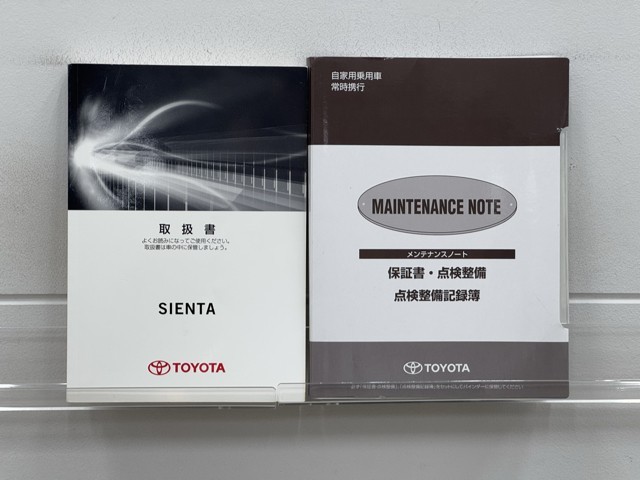 取扱書
よくお読みになってご使用ください。
取扱書は車の中に保管しましょう。
SIENTA
TOYOTA
自家用乗用車
常時携行
MAINTENANCE NOTE
メンテナンスノート
保証書・点検整備
点検整備記録簿
TOYOTA